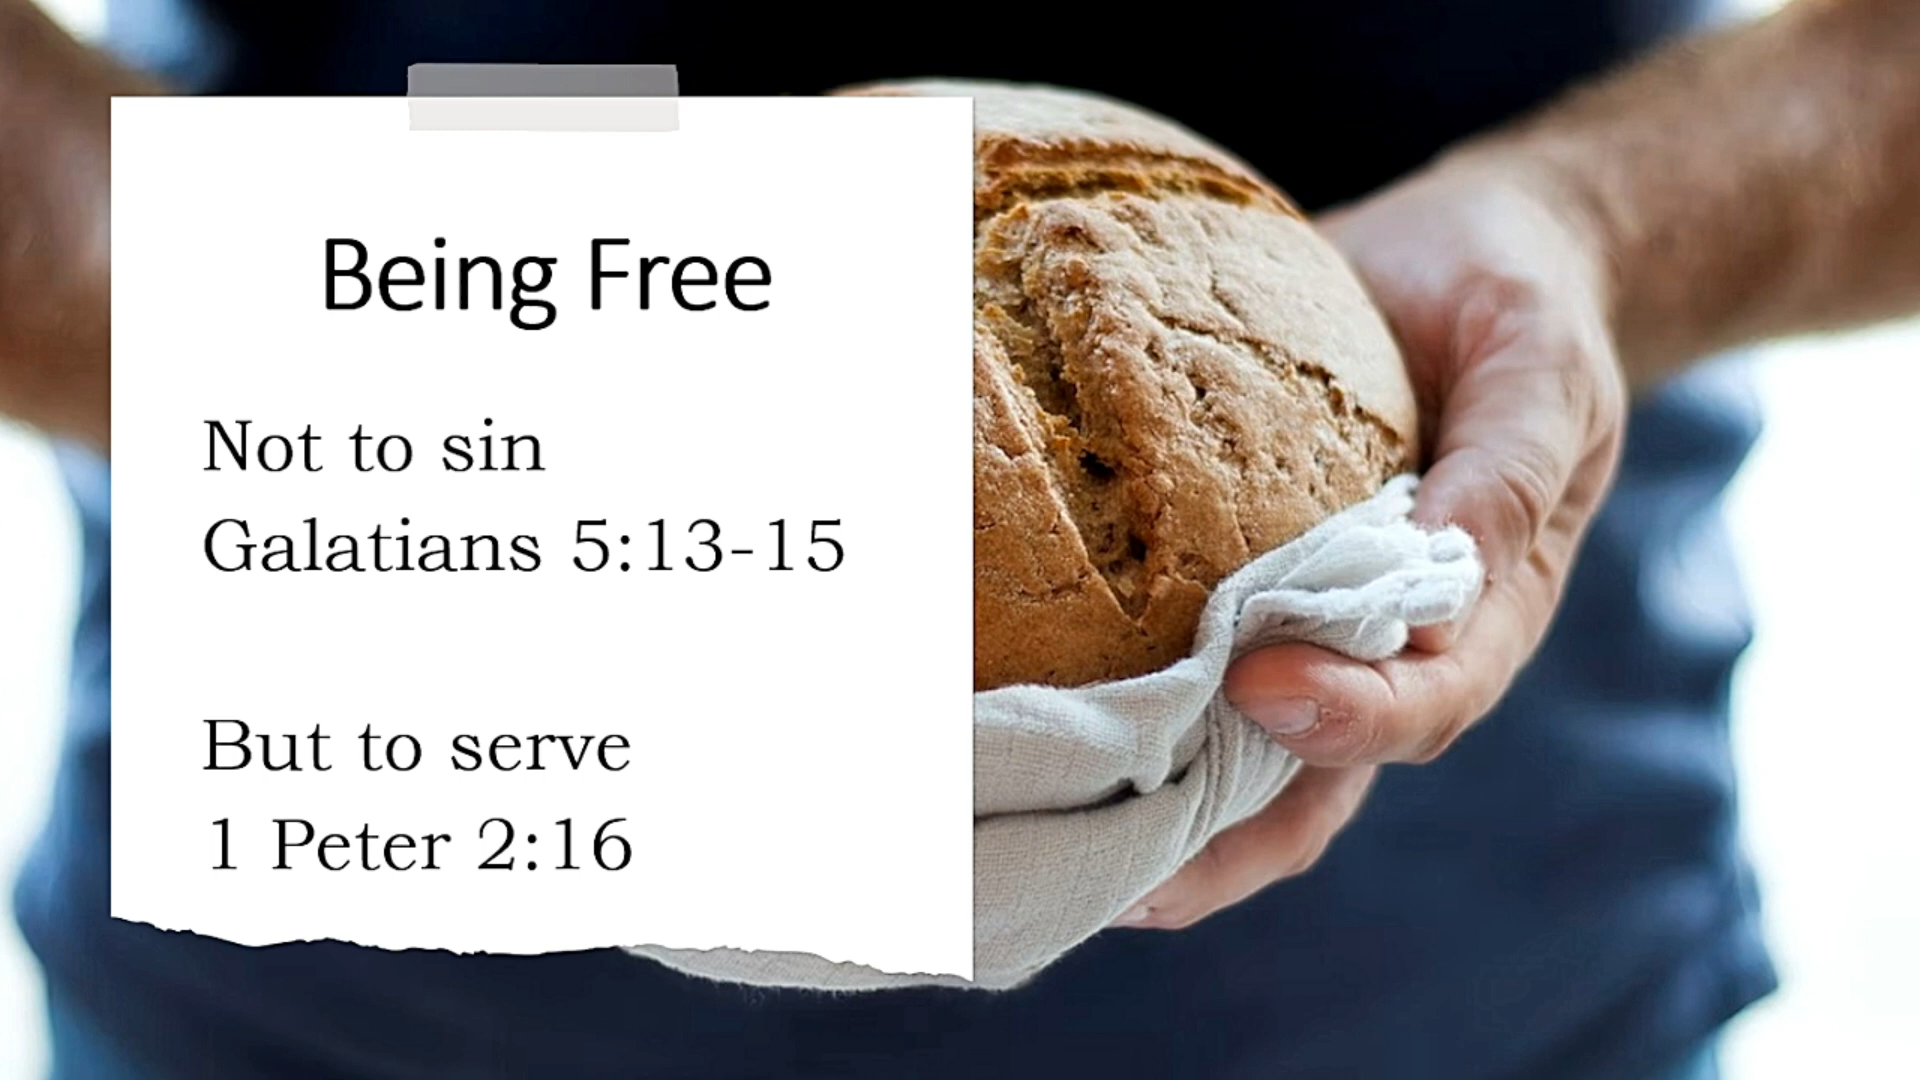 Being Free
Not to sin
Galatians 5:13-15
But to serve
1 Peter 2:16